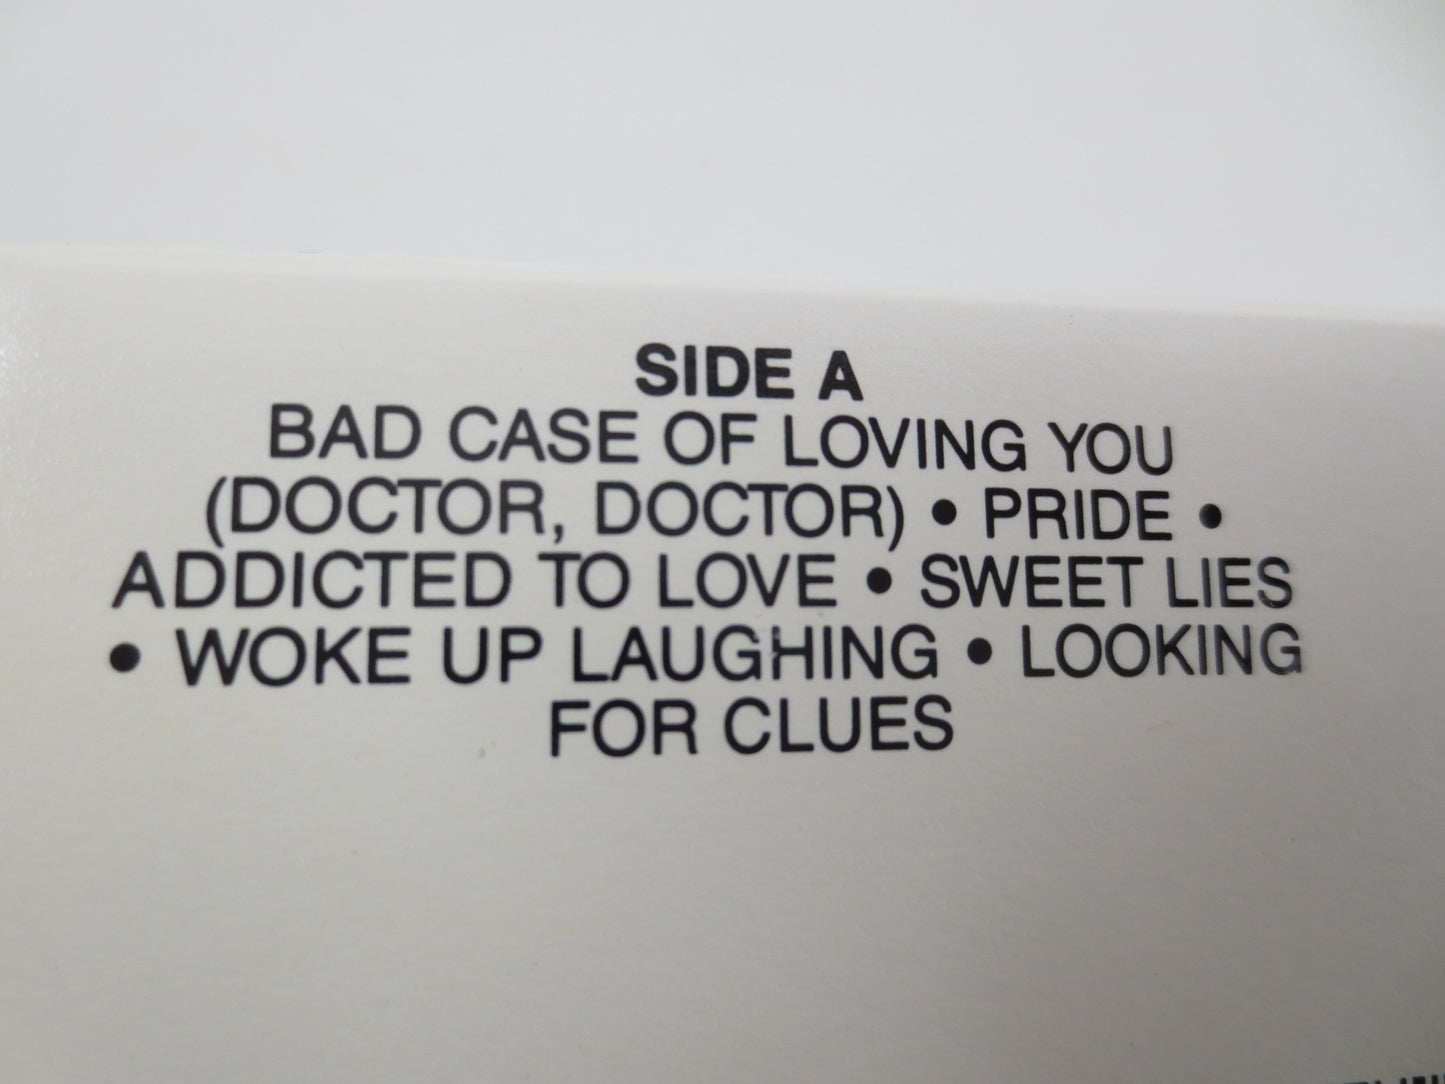 SIDE A
BAD CASE OF LOVING YOU
(DOCTOR, DOCTOR) • PRIDE •
ADDICTED TO LOVE • SWEET LIES
• WOKE UP LAUGHING • LOOKING
FOR CLUES